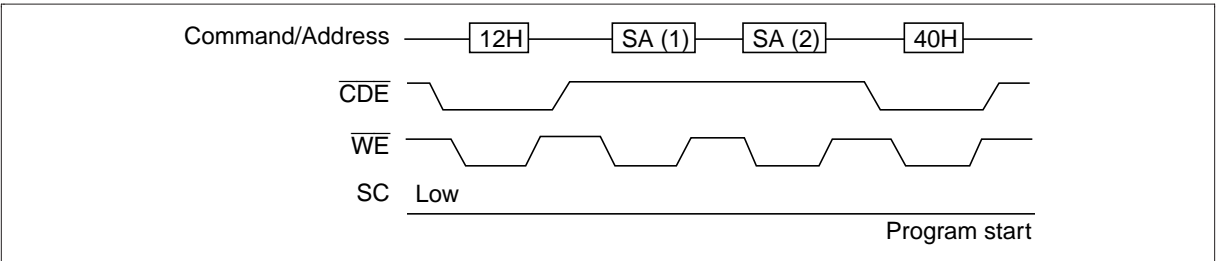 Command/Address 12H SA (1) SA (2) 40H
CDE
WE
SC Low
Program start